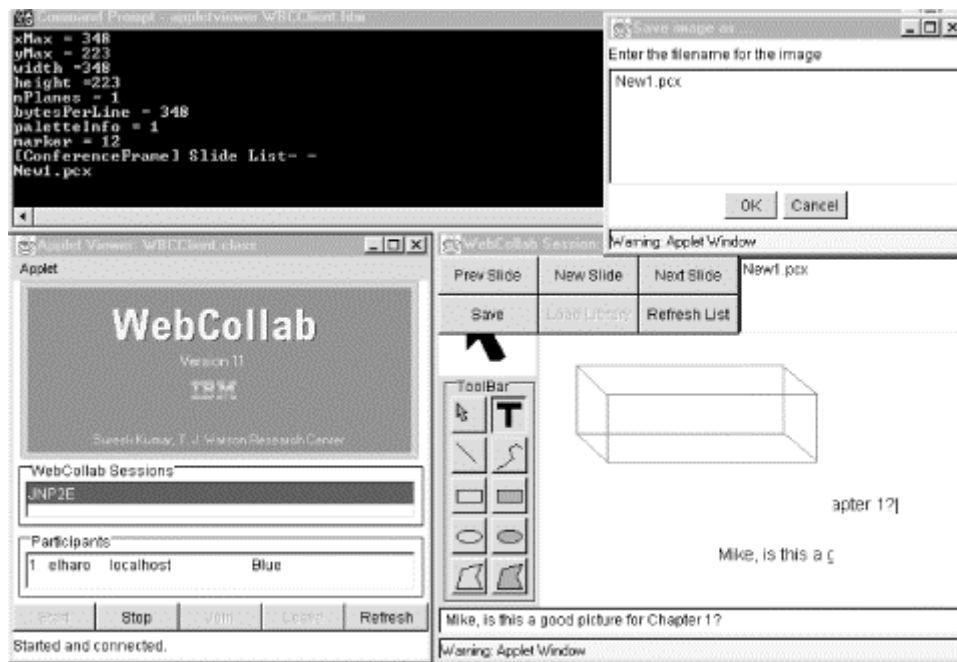 Command Prompt - appletviewer WBCClient.htm
xMax = 348
yMax = 223
width =348
height =223
nPlanes = 1
bytesPerLine = 348
paletteInfo = 1
marker = 12
[ConferenceFrame] Slide List- -
New1.pcx
Save image as...
Enter the filename for the image
New1.pcx
OK Cancel
Warning: Applet Window
Applet Viewer: WBCClient.class
Applet
WebCollab
Version 1.1
IBM
Suresh Kumar, T. J. Watson Research Center
WebCollab Sessions
JNP2E
Participants
1 elharo localhost Blue
Start Stop Join Leave Refresh
Started and connected.
WebCollab Session:
Prev Slide New Slide Next Slide
New1.pcx
Save Load Library Refresh List
ToolBar
T
apter 1?
Mike, is this a g
Mike, is this a good picture for Chapter 1?
Warning: Applet Window